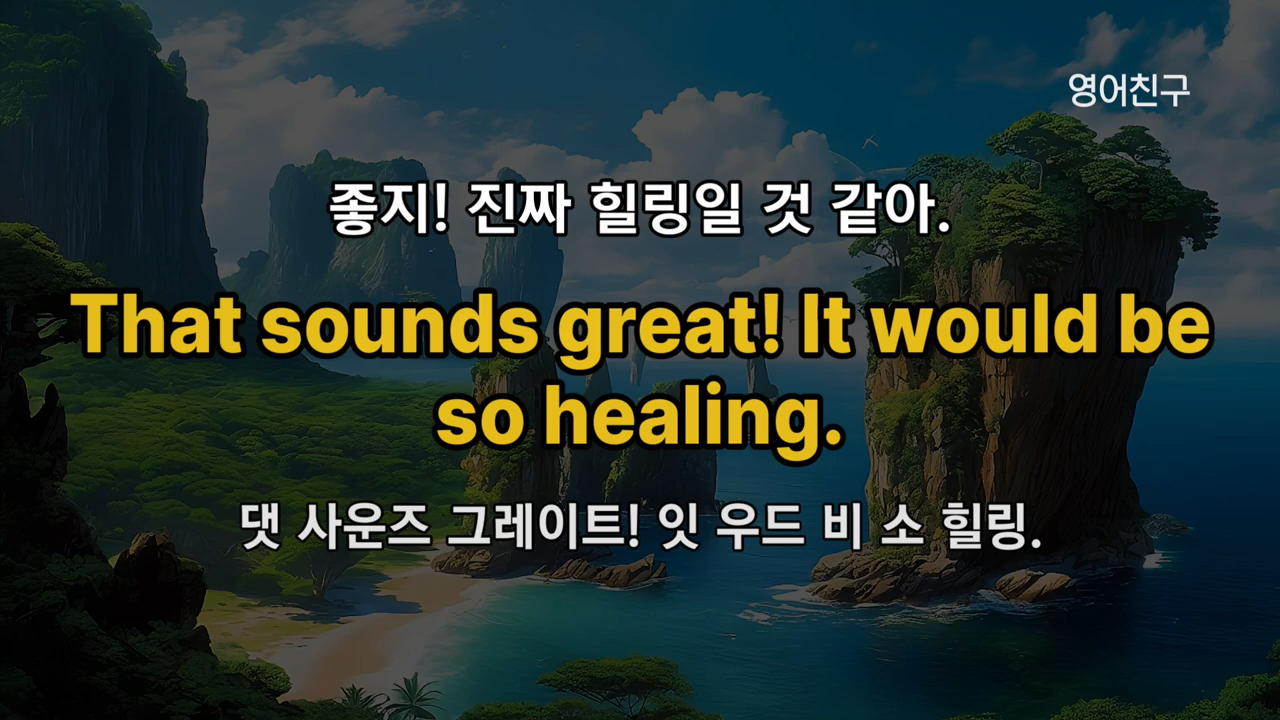 영어친구
좋지! 진짜 힐링일 것 같아.
That sounds great! It would be
so healing.
댓 사운즈 그레이트! 잇 우드 비 소 힐링.